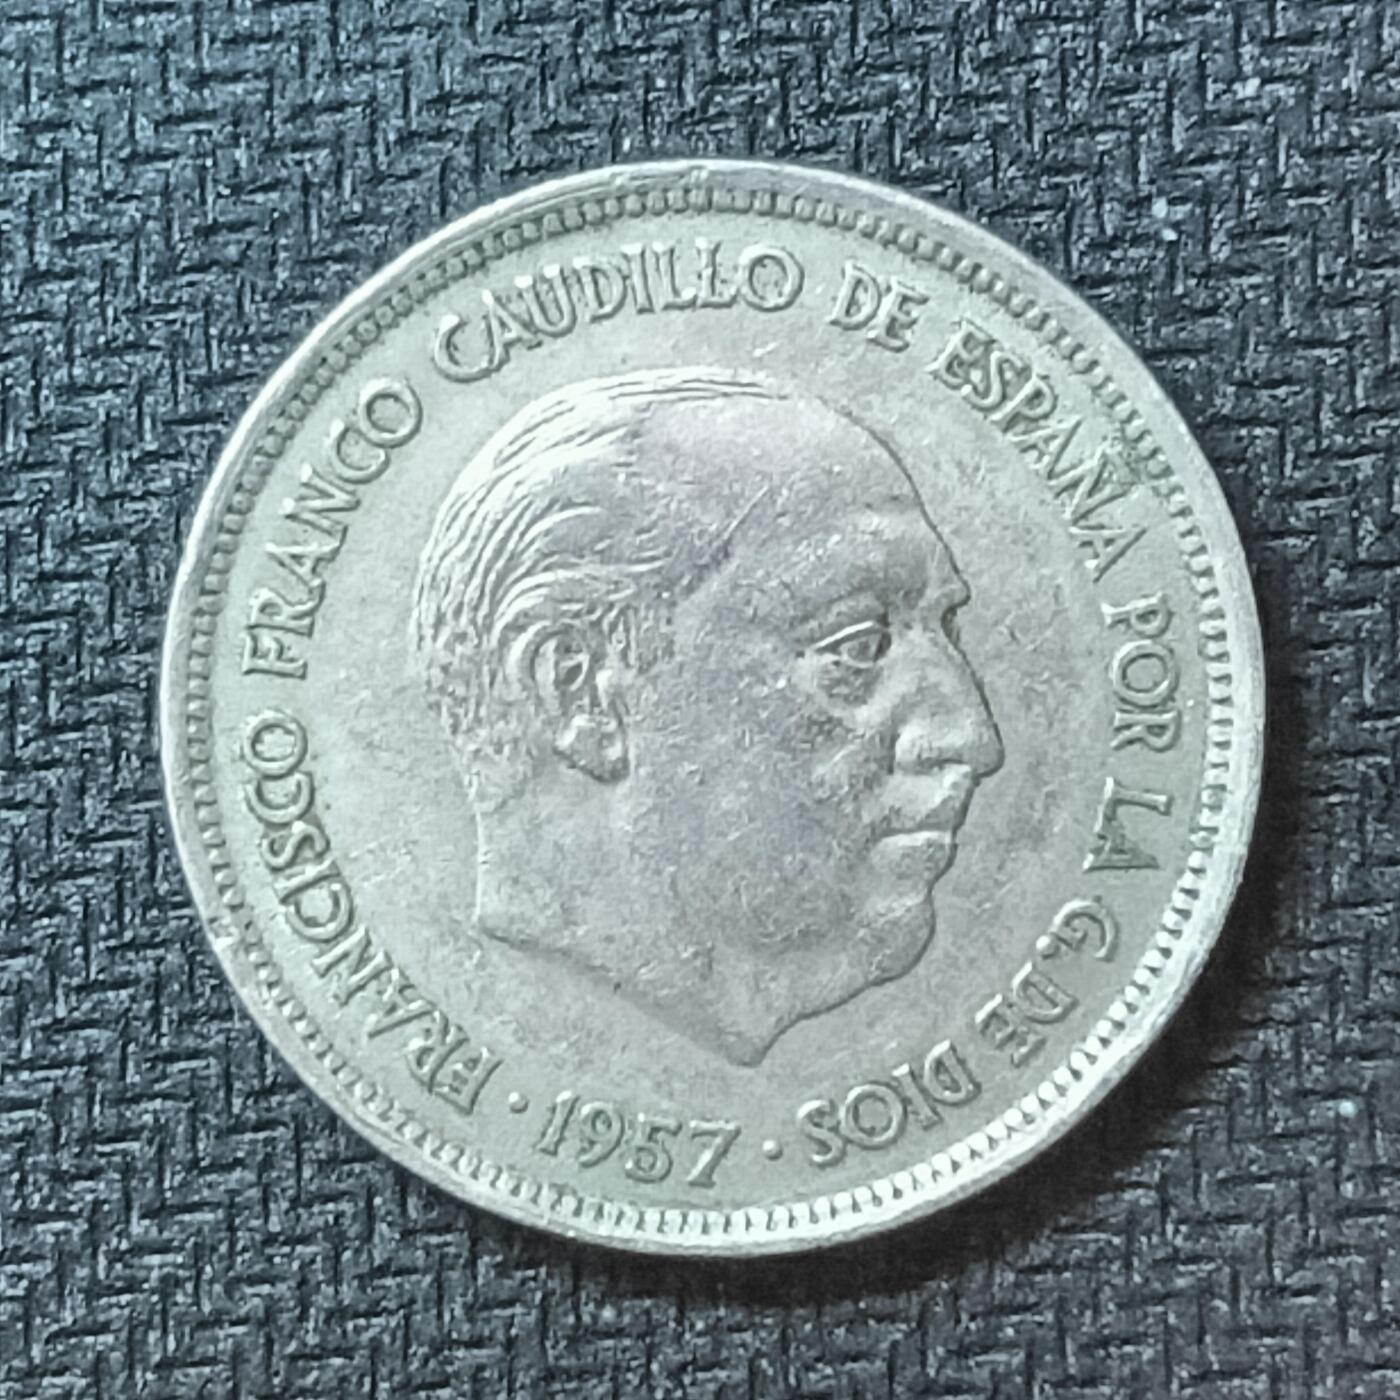 FRANCISCO FRANCO CAUDILLO DE ESPAÑA POR LA G. DE DIOS
· 1957 ·